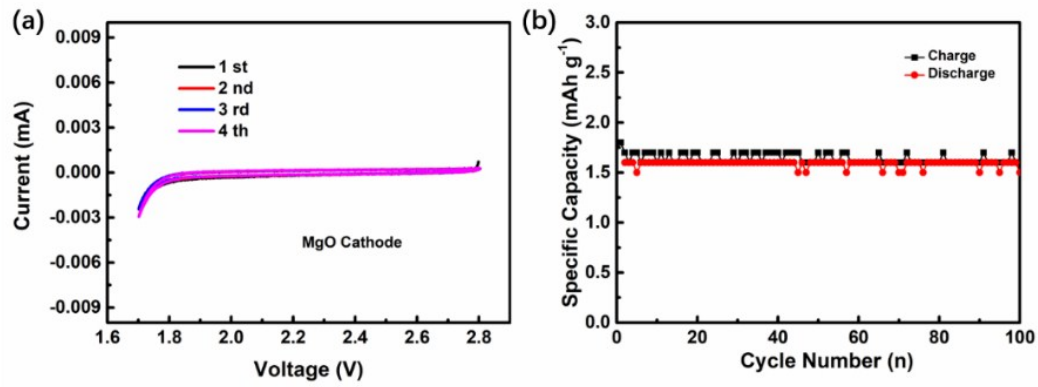 (a)
0.009
0.006
0.003
0.000
-0.003
-0.006
-0.009
Current (mA)
1 st
2 nd
3 rd
4 th
MgO Cathode
1.6 1.8 2.0 2.2 2.4 2.6 2.8
Voltage (V)
(b)
3.0
2.5
2.0
1.5
1.0
0.5
0.0
Specific Capacity (mAh g⁻¹)
Charge
Discharge
0 20 40 60 80 100
Cycle Number (n)